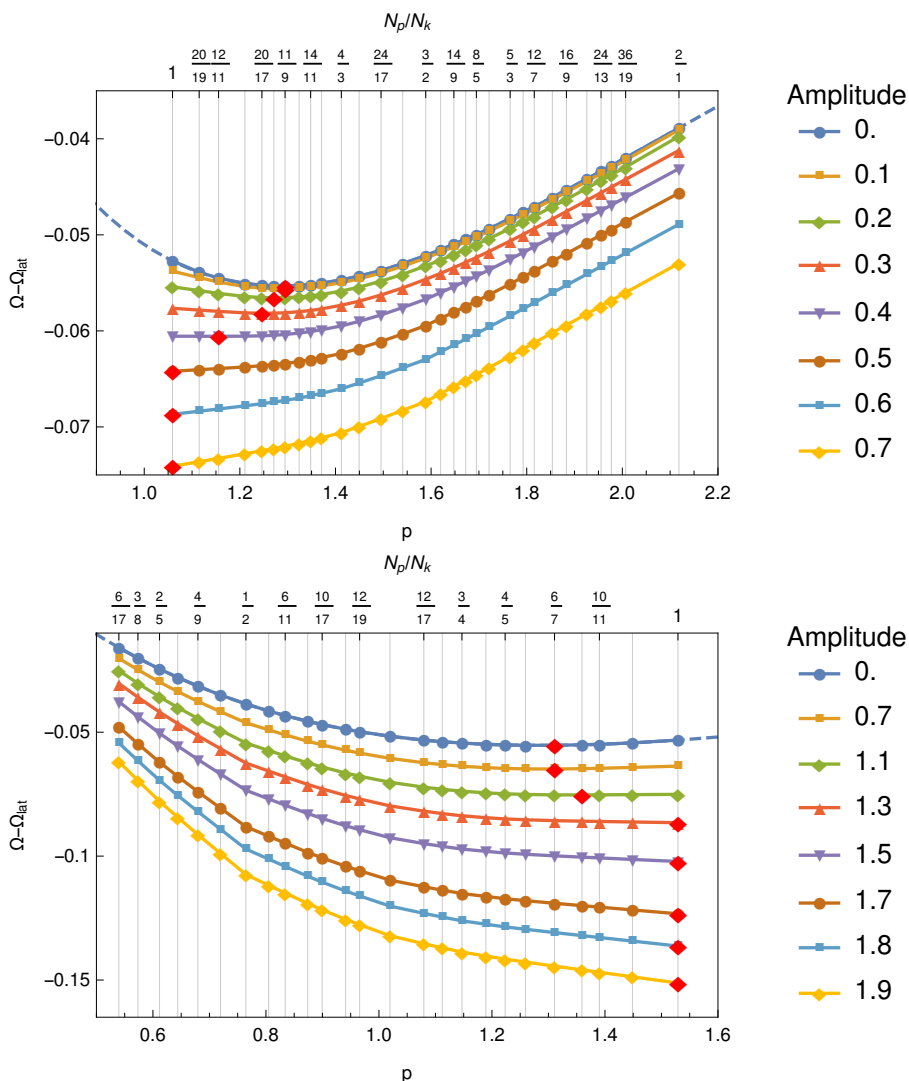 N_p/N_k
1 20/19 12/11 20/17 11/9 14/11 4/3 24/17 3/2 14/9 8/5 5/3 12/7 16/9 24/13 36/19 2/1
Ω−Ω_lat
−0.04
−0.05
−0.06
−0.07
1.0 1.2 1.4 1.6 1.8 2.0 2.2
p
Amplitude
0.
0.1
0.2
0.3
0.4
0.5
0.6
0.7
N_p/N_k
6/17 3/8 2/5 4/9 1/2 6/11 10/17 12/19 12/17 3/4 4/5 6/7 10/11 1
Ω−Ω_lat
−0.05
−0.1
−0.15
0.6 0.8 1.0 1.2 1.4 1.6
p
Amplitude
0.
0.7
1.1
1.3
1.5
1.7
1.8
1.9